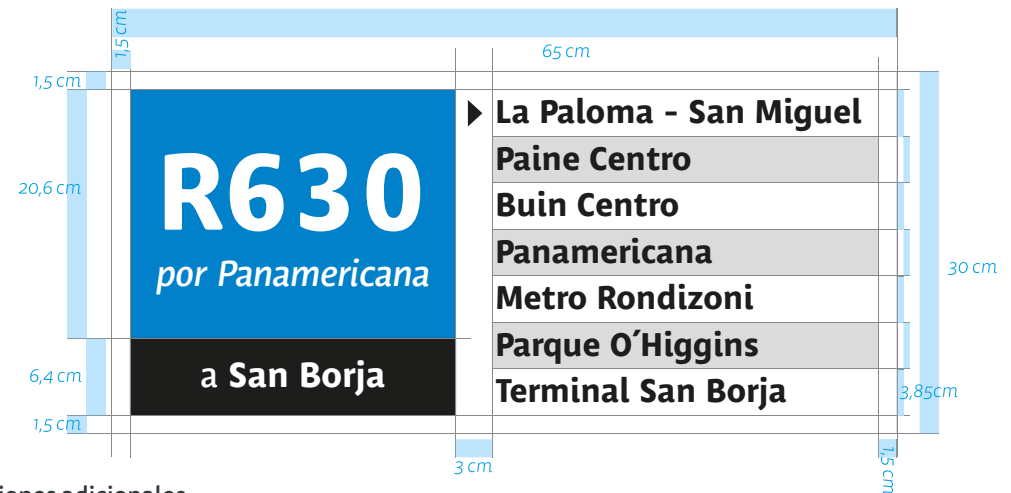 1,5 cm
65 cm
1,5 cm
20,6 cm
6,4 cm
1,5 cm
R630
por Panamericana
a San Borja
La Paloma - San Miguel
Paine Centro
Buin Centro
Panamericana
Metro Rondizoni
Parque O´Higgins
Terminal San Borja
30 cm
3,85cm
3 cm
1,5 cm